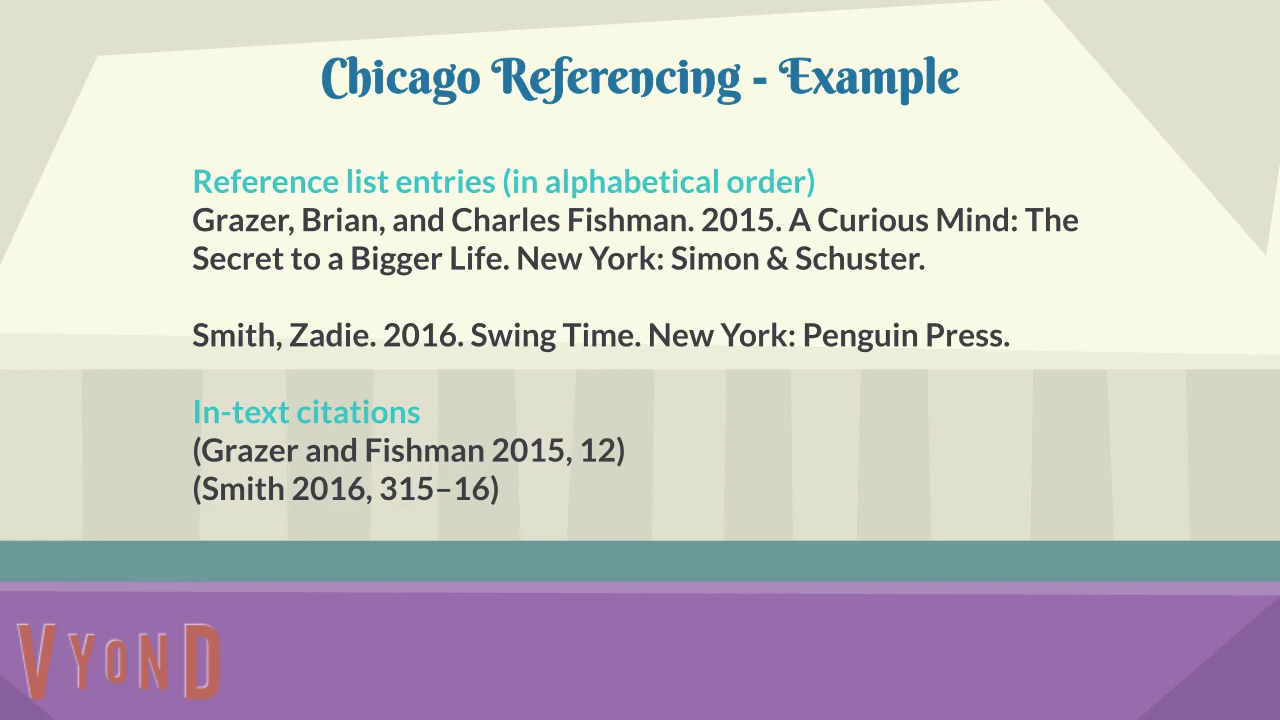 Chicago Referencing - Example
Reference list entries (in alphabetical order)
Grazer, Brian, and Charles Fishman. 2015. A Curious Mind: The
Secret to a Bigger Life. New York: Simon & Schuster.
Smith, Zadie. 2016. Swing Time. New York: Penguin Press.
In-text citations
(Grazer and Fishman 2015, 12)
(Smith 2016, 315–16)
VYOND